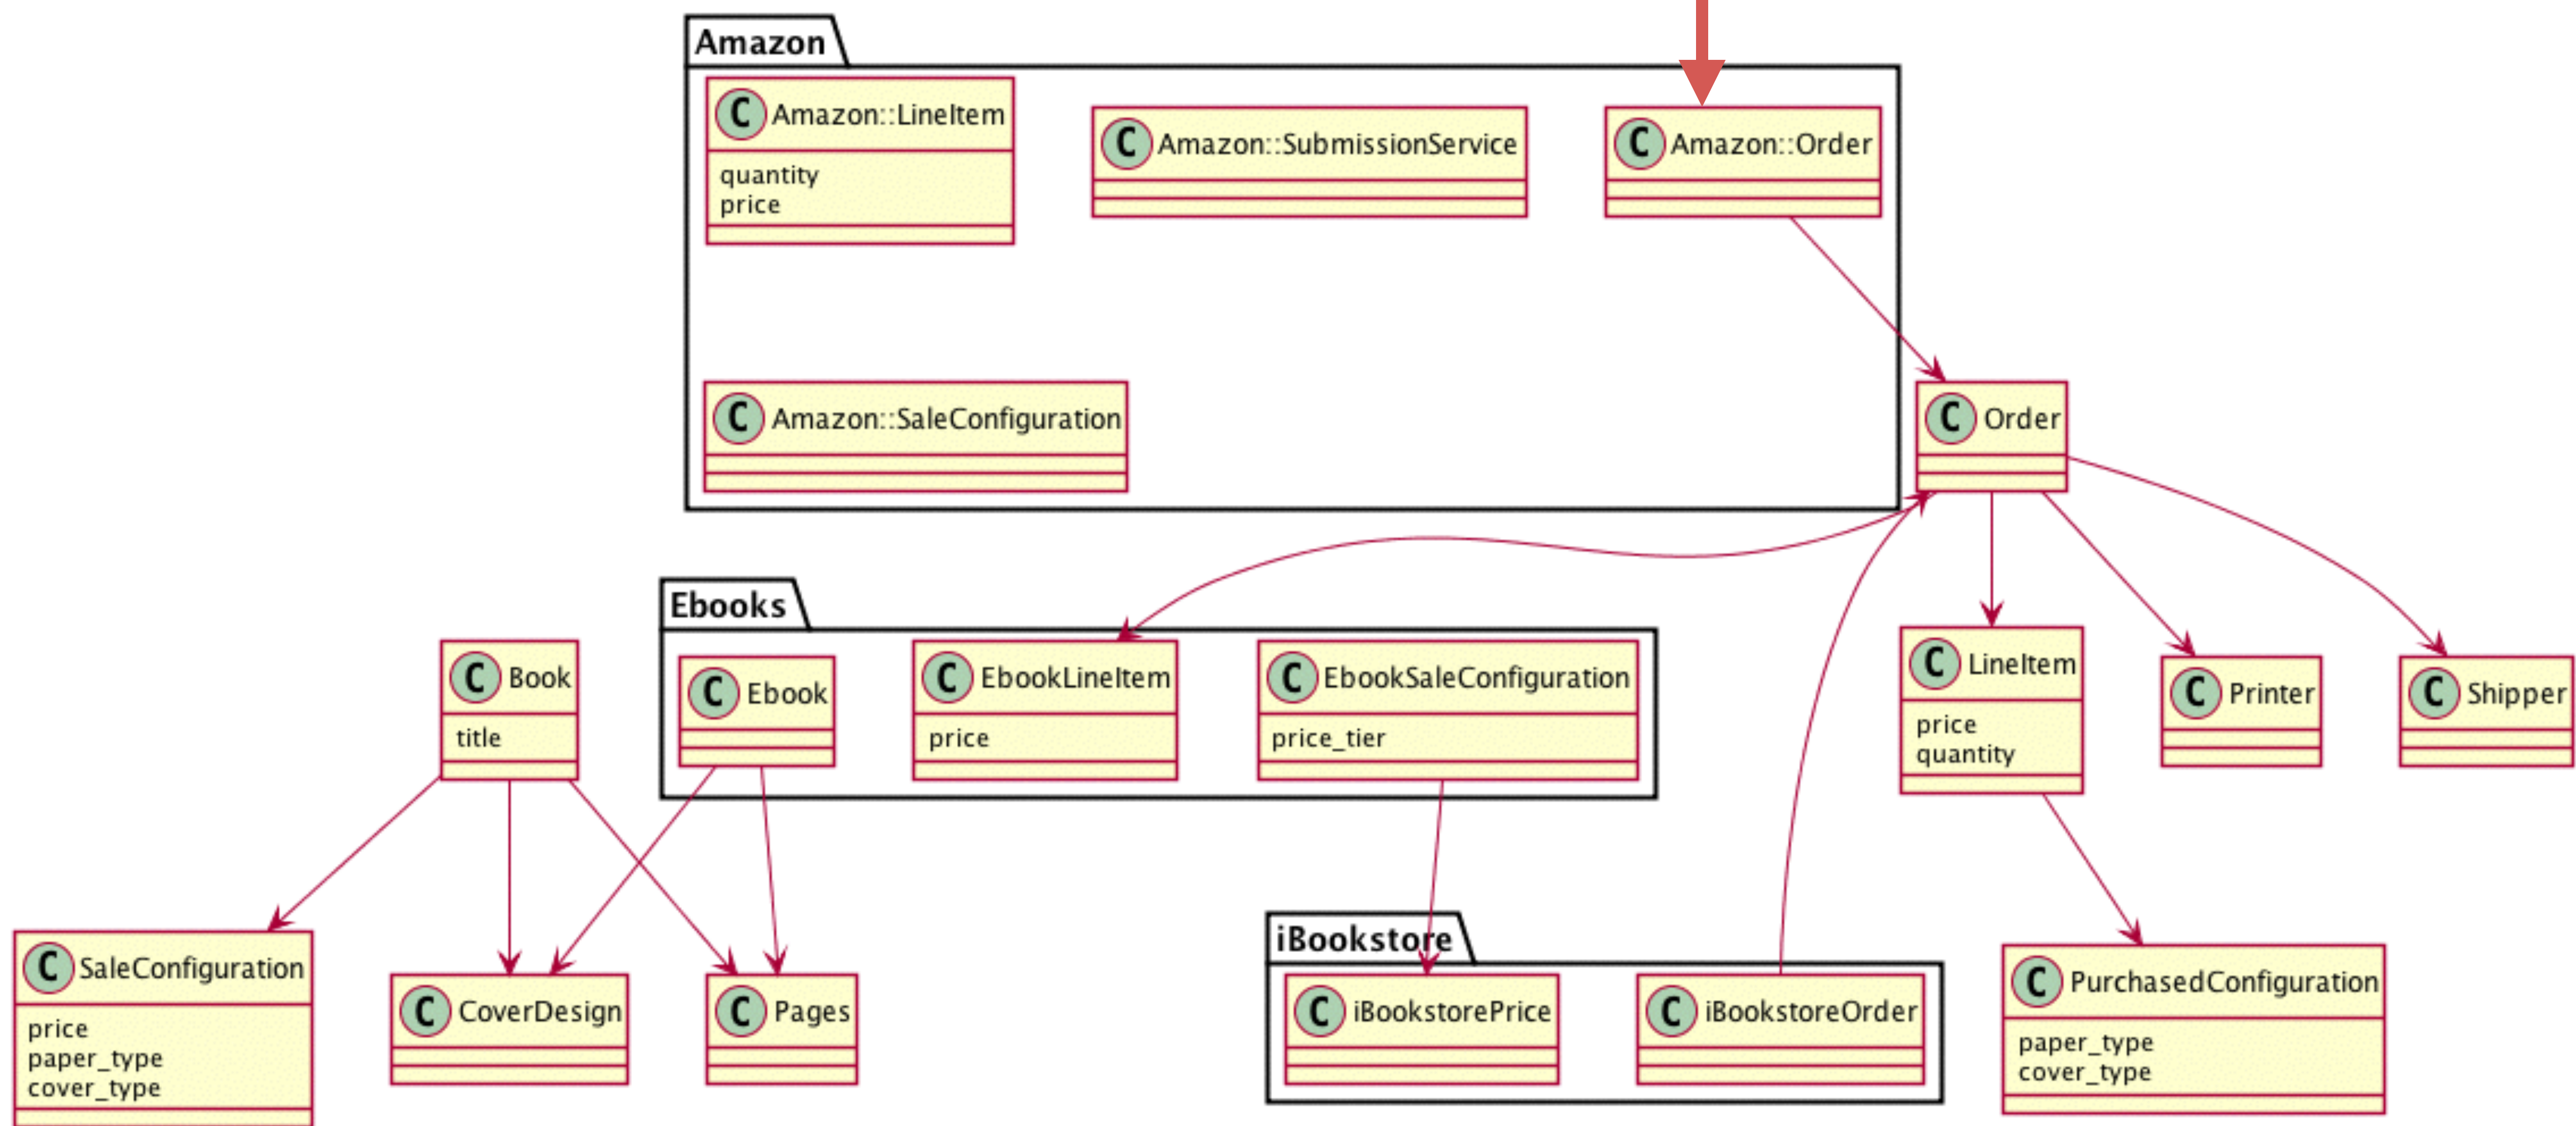 Amazon
C Amazon::LineItem
quantity
price
C Amazon::SubmissionService
C Amazon::Order
C Amazon::SaleConfiguration
C Order
Ebooks
C Book
title
C Ebook
C EbookLineItem
price
C EbookSaleConfiguration
price_tier
C LineItem
price
quantity
C Printer
C Shipper
iBookstore
C SaleConfiguration
price
paper_type
cover_type
C CoverDesign
C Pages
C iBookstorePrice
C iBookstoreOrder
C PurchasedConfiguration
paper_type
cover_type